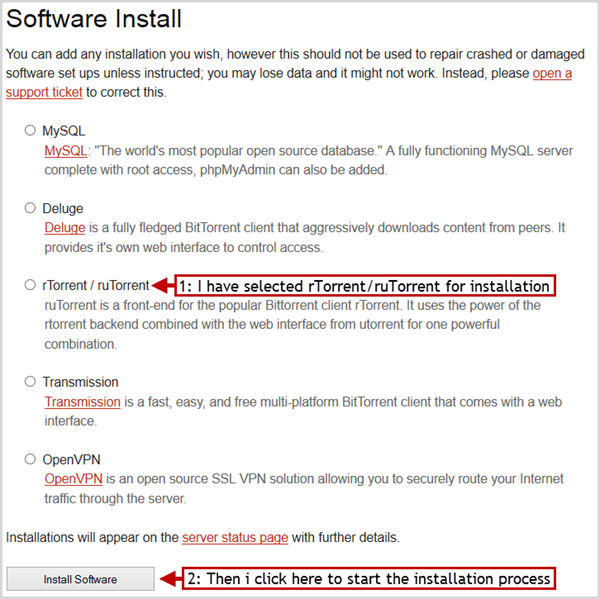 Software Install
You can add any installation you wish, however this should not be used to repair crashed or damaged
software set ups unless instructed; you may lose data and it might not work. Instead, please open a
support ticket to correct this.
MySQL
MySQL: "The world's most popular open source database." A fully functioning MySQL server
complete with root access, phpMyAdmin can also be added.
Deluge
Deluge is a fully fledged BitTorrent client that aggressively downloads content from peers. It
provides it's own web interface to control access.
rTorrent / ruTorrent 1: I have selected rTorrent/ruTorrent for installation
ruTorrent is a front-end for the popular Bittorrent client rTorrent. It uses the power of the
rtorrent backend combined with the web interface from utorrent for one powerful
combination.
Transmission
Transmission is a fast, easy, and free multi-platform BitTorrent client that comes with a web
interface.
OpenVPN
OpenVPN is an open source SSL VPN solution allowing you to securely route your Internet
traffic through the server.
Installations will appear on the server status page with further details.
Install Software 2: Then i click here to start the installation process